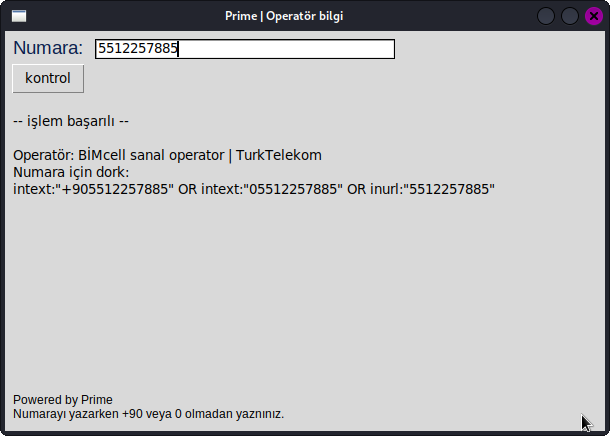 Prime | Operatör bilgi
Numara: 5512257885
kontrol
-- işlem başarılı --
Operatör: BİMcell sanal operator | TurkTelekom
Numara için dork:
intext:"+905512257885" OR intext:"05512257885" OR inurl:"5512257885"
Powered by Prime
Numarayı yazarken +90 veya 0 olmadan yaznınız.